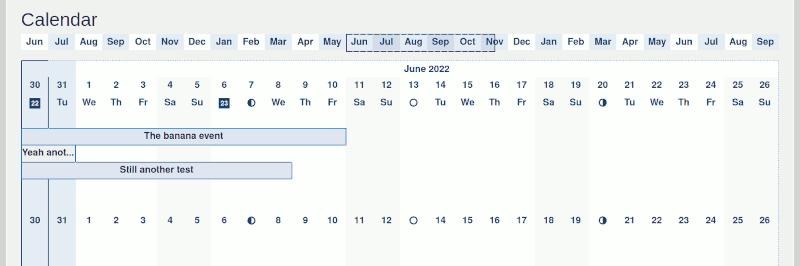 Calendar
Jun Jul Aug Sep Oct Nov Dec Jan Feb Mar Apr May Jun Jul Aug Sep Oct Nov Dec Jan Feb Mar Apr May Jun Jul Aug Sep
June 2022
30 31 1 2 3 4 5 6 7 8 9 10 11 12 13 14 15 16 17 18 19 20 21 22 23 24 25 26
22 Tu We Th Fr Sa Su 23 We Th Fr Sa Su Tu We Th Fr Sa Su Tu We Th Fr Sa Su
The banana event
Yeah anot...
Still another test
30 31 1 2 3 4 5 6 8 9 10 11 12 14 15 16 17 18 19 21 22 23 24 25 26